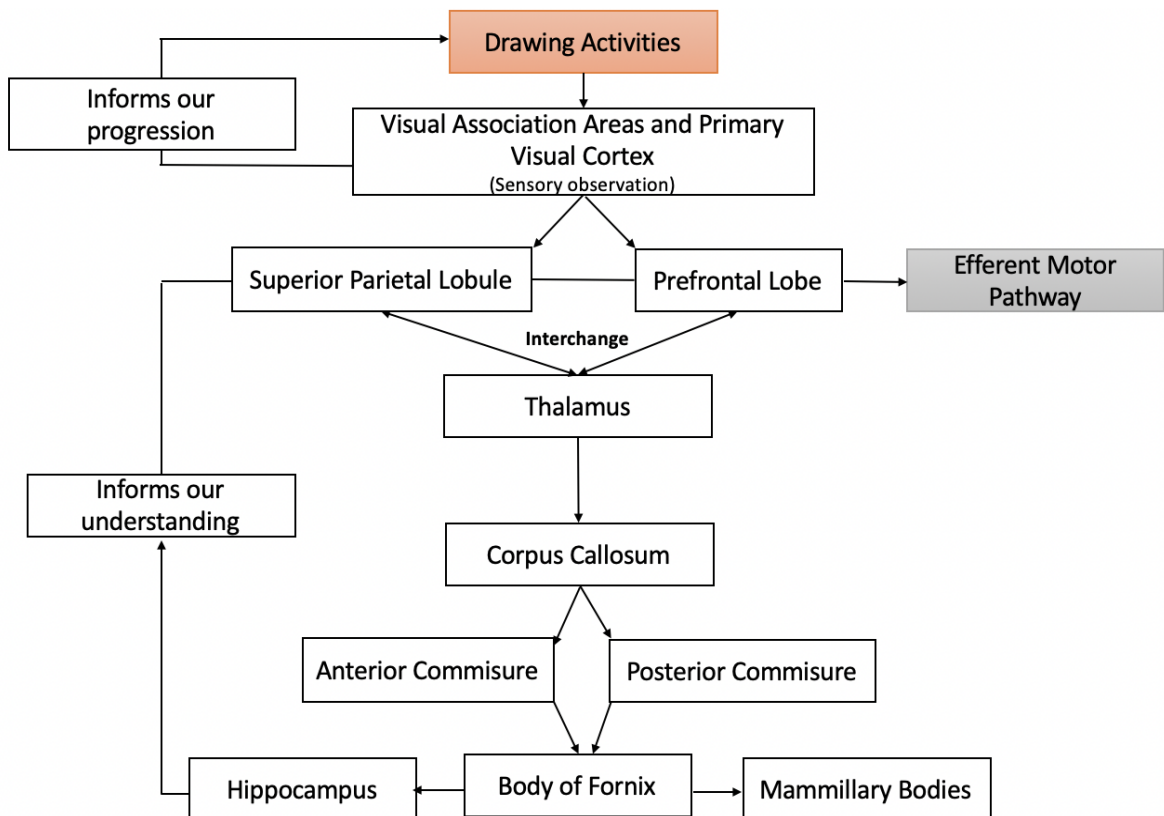 Drawing Activities
Informs our
progression
Visual Association Areas and Primary
Visual Cortex
(Sensory observation)
Superior Parietal Lobule
Prefrontal Lobe
Efferent Motor
Pathway
Interchange
Thalamus
Informs our
understanding
Corpus Callosum
Anterior Commisure
Posterior Commisure
Hippocampus
Body of Fornix
Mammillary Bodies